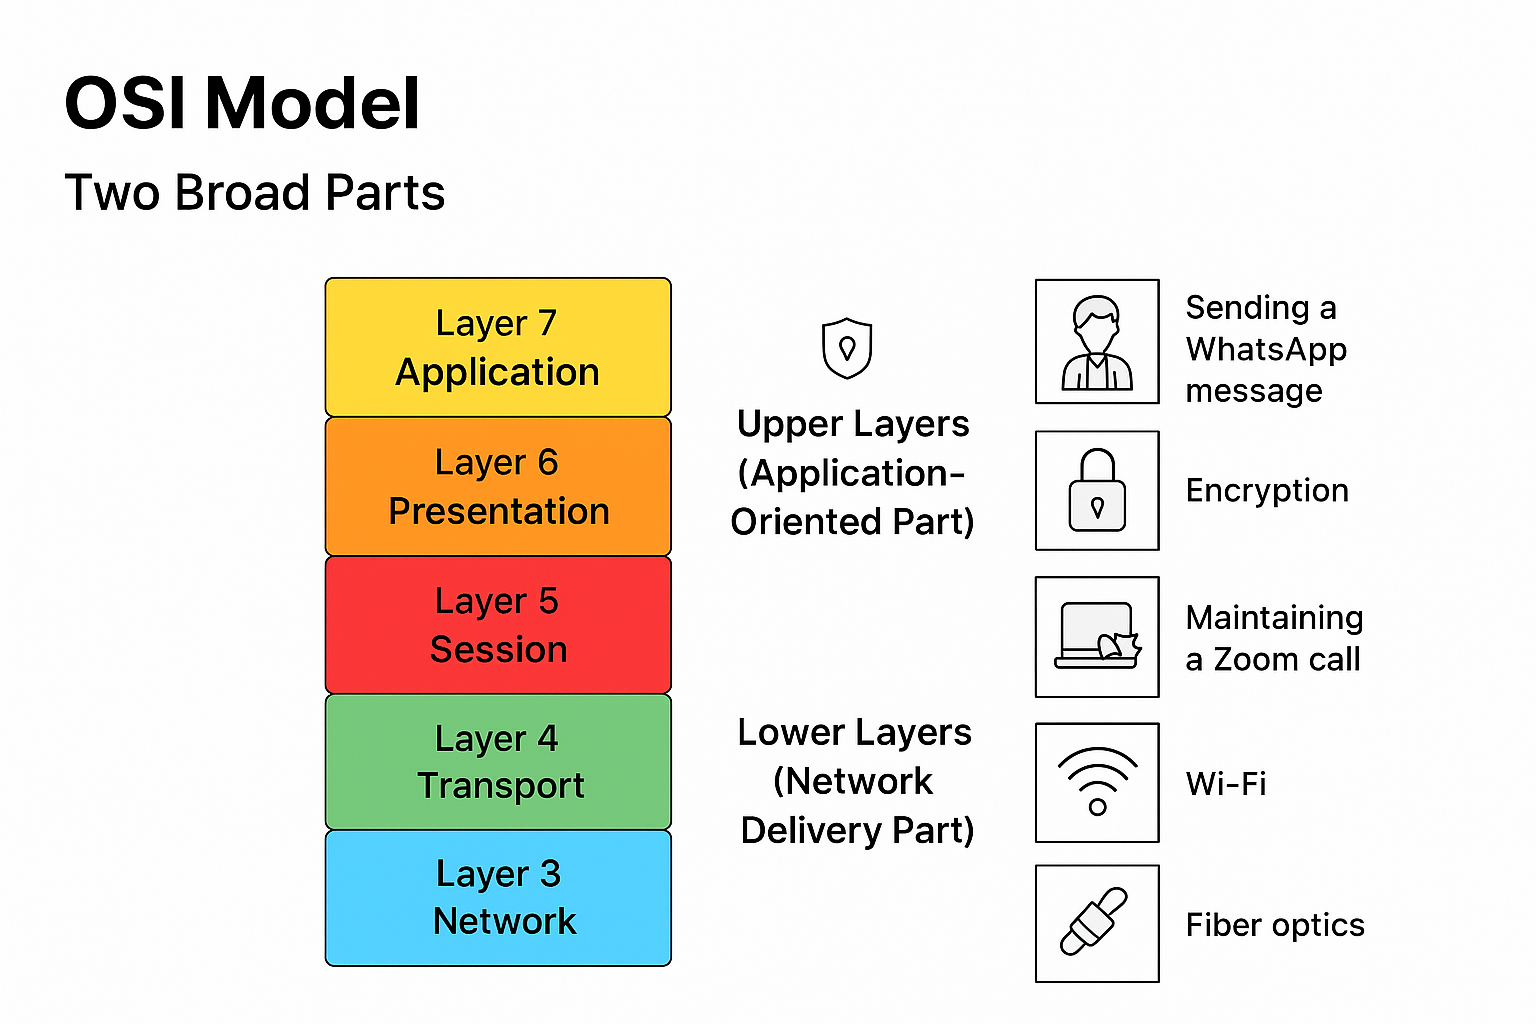 OSI Model
Two Broad Parts
Layer 7
Application
Layer 6
Presentation
Layer 5
Session
Layer 4
Transport
Layer 3
Network
Upper Layers
(Application-
Oriented Part)
Lower Layers
(Network
Delivery Part)
Sending a
WhatsApp
message
Encryption
Maintaining
a Zoom call
Wi-Fi
Fiber optics